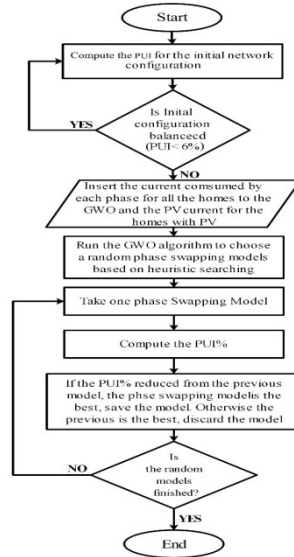 Start
Compute the PUI for the initial network
configuration
Is Inital
configuration
balancecd
(PUI< 6%)
YES
NO
Insert the current comsumed by
each phase for all the homes to the
GWO and the PV current for the
homes with PV
Run the GWO algorithm to choose
a random phase swapping models
based on heuristic searching
Take one phase Swapping Model
Compute the PUI%
If the PUI% reduced from the previous
model, the phse swapping modelis the
best, save the model. Otherwise the
previous is the best, discard the model
Is
the random
models
finished?
NO
YES
End